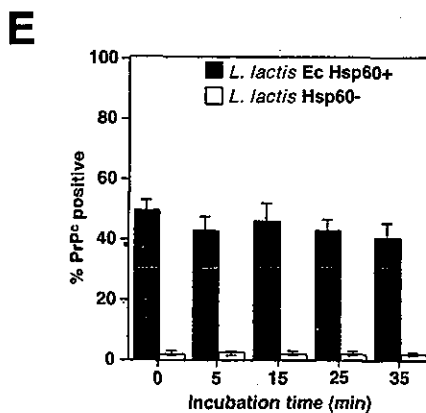 E
100
80
60
40
20
0
% PrPc positive
L. lactis Ec Hsp60+
L. lactis Hsp60-
0 5 15 25 35
Incubation time (min)